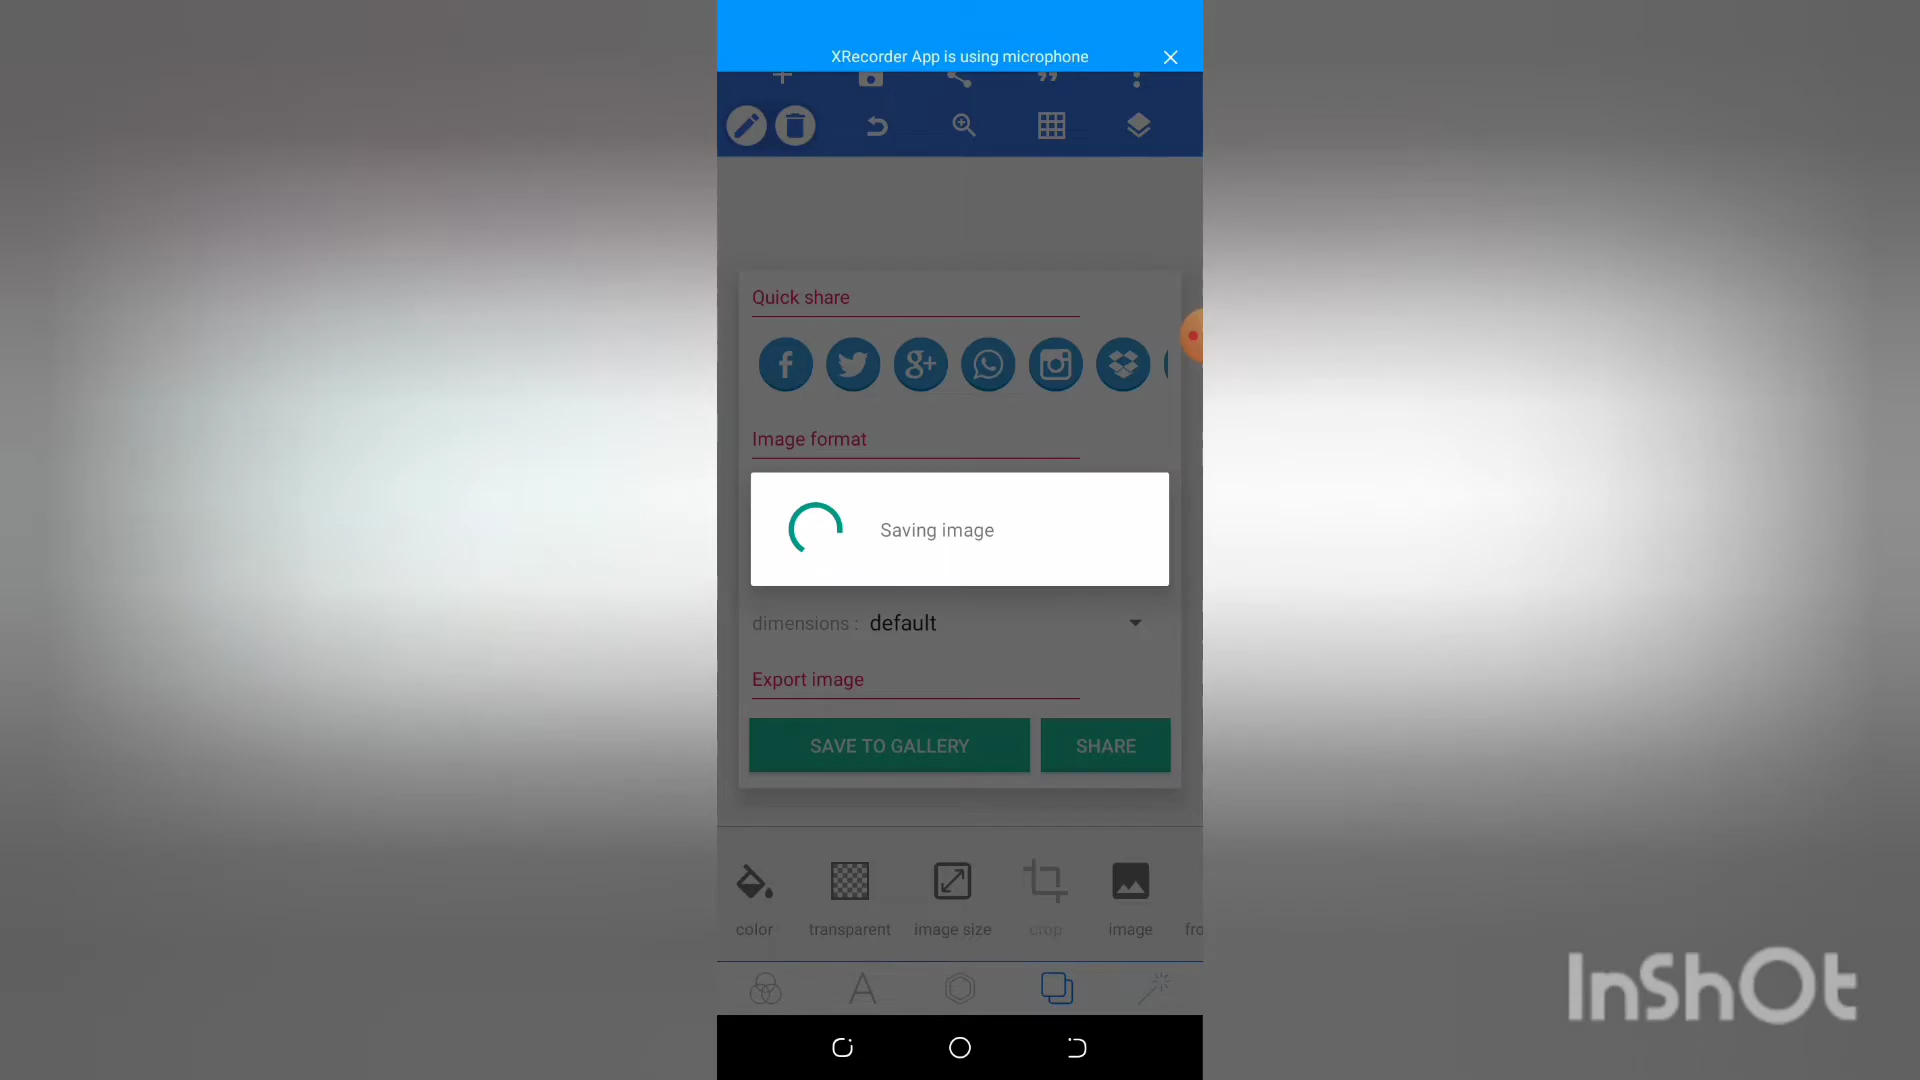 XRecorder App is using microphone
Quick share
Image format
Saving image
dimensions : default
Export image
SAVE TO GALLERY SHARE
color transparent image size crop image fro
InShOt